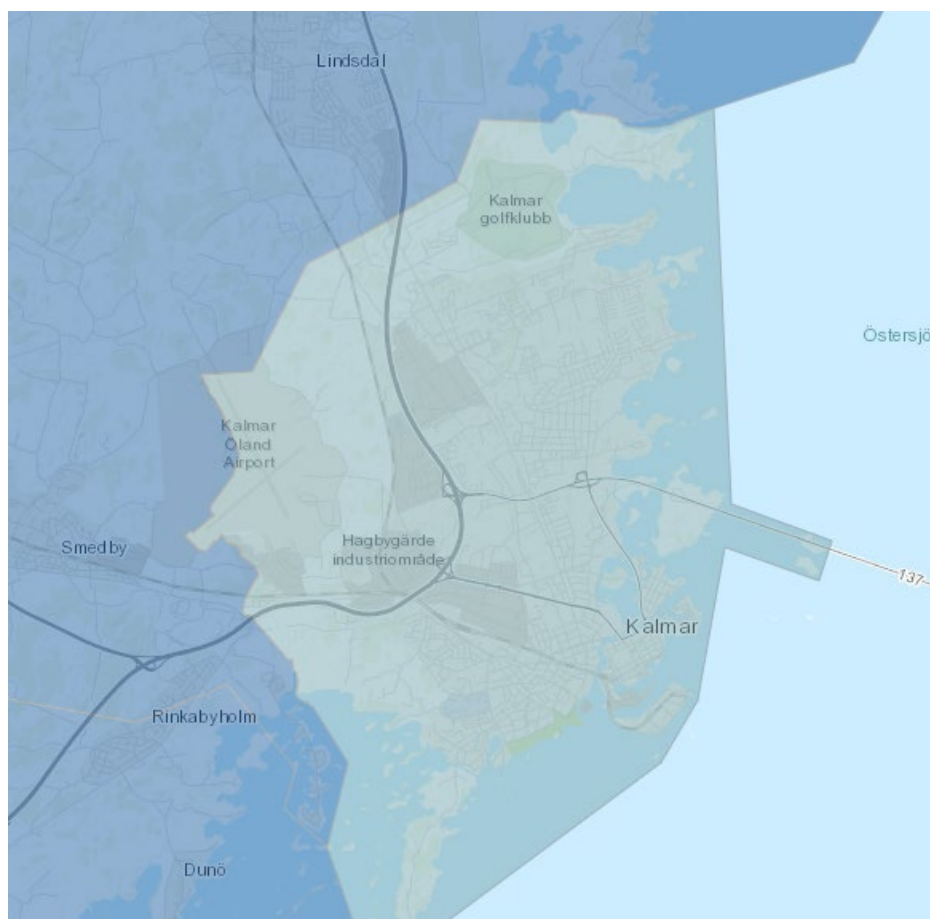 Lindsdal
Kalmar
golfklubb
Östersjö
Kalmar
Öland
Airport
Hagbygärde
industriområde
Smedby
137
Kalmar
Rinkabyholm
Dunö